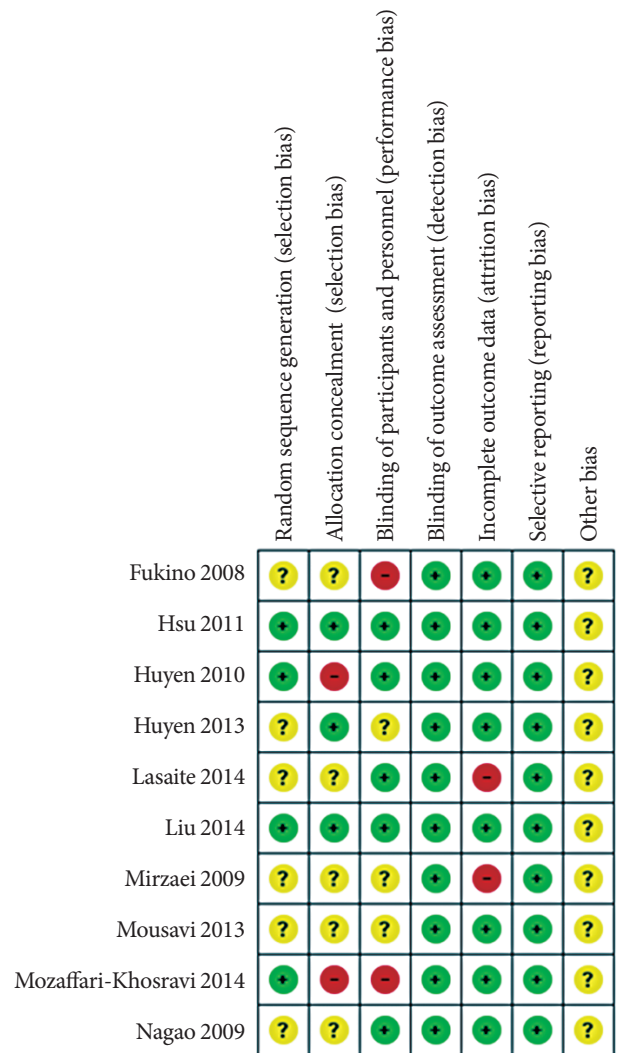 Random sequence generation (selection bias)
Allocation concealment (selection bias)
Blinding of participants and personnel (performance bias)
Blinding of outcome assessment (detection bias)
Incomplete outcome data (attrition bias)
Selective reporting (reporting bias)
Other bias
Fukino 2008 ? ? - + + + ?
Hsu 2011 + + + + + + ?
Huyen 2010 + - + + + + ?
Huyen 2013 ? + ? + + + ?
Lasaite 2014 ? ? + + - + ?
Liu 2014 + + + + + + ?
Mirzaei 2009 ? ? ? + - + ?
Mousavi 2013 ? ? ? + + + ?
Mozaffari-Khosravi 2014 + - - + + + ?
Nagao 2009 ? ? + + + + ?